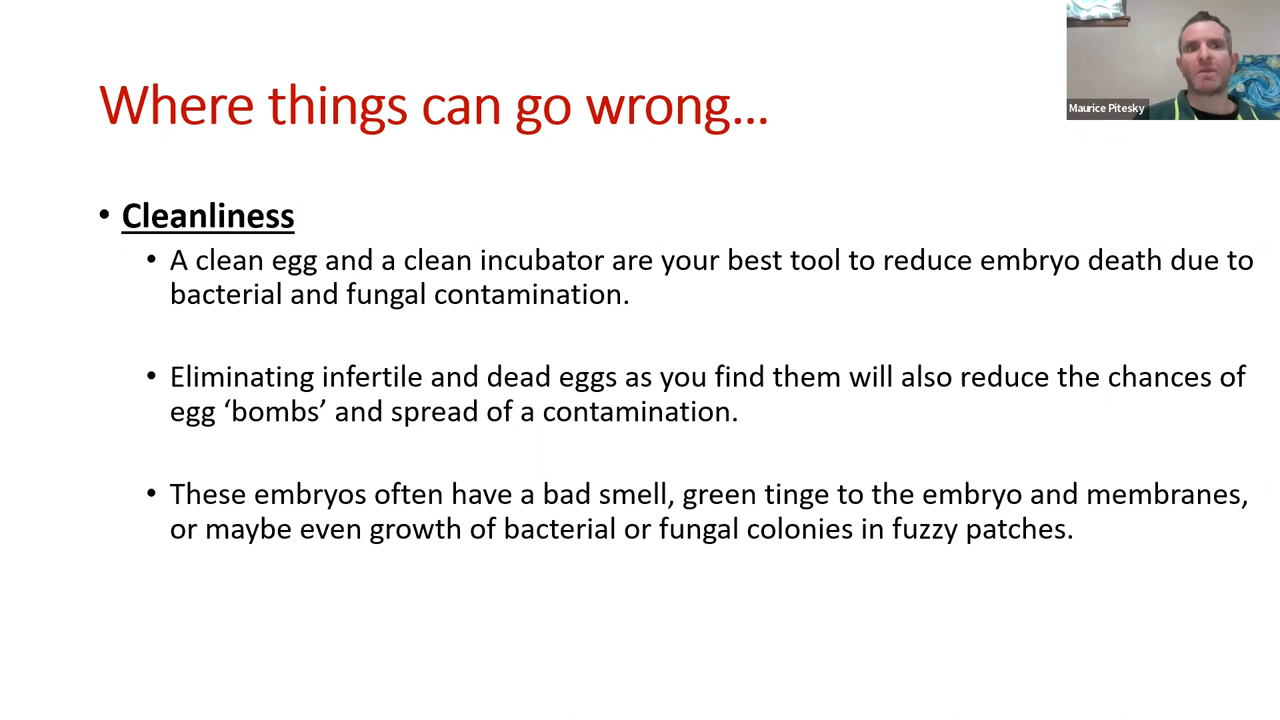 Where things can go wrong...
Maurice Pitesky
• Cleanliness
• A clean egg and a clean incubator are your best tool to reduce embryo death due to
bacterial and fungal contamination.
• Eliminating infertile and dead eggs as you find them will also reduce the chances of
egg ‘bombs’ and spread of a contamination.
• These embryos often have a bad smell, green tinge to the embryo and membranes,
or maybe even growth of bacterial or fungal colonies in fuzzy patches.